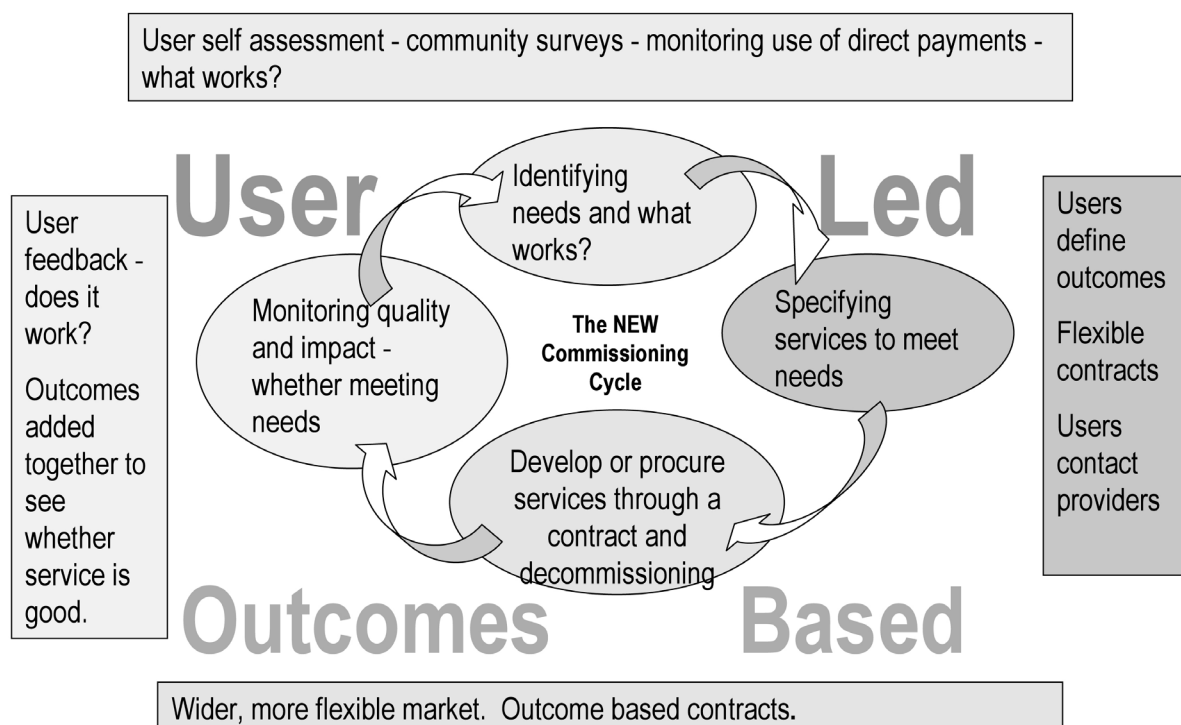 User self assessment - community surveys - monitoring use of direct payments -
what works?
User
Led
Identifying
needs and what
works?
User
feedback -
does it
work?
Outcomes
added
together to
see
whether
service is
good.
Monitoring quality
and impact -
whether meeting
needs
The NEW
Commissioning
Cycle
Specifying
services to meet
needs
Users
define
outcomes
Flexible
contracts
Users
contact
providers
Develop or procure
services through a
contract and
decommissioning
Outcomes
Based
Wider, more flexible market.  Outcome based contracts.